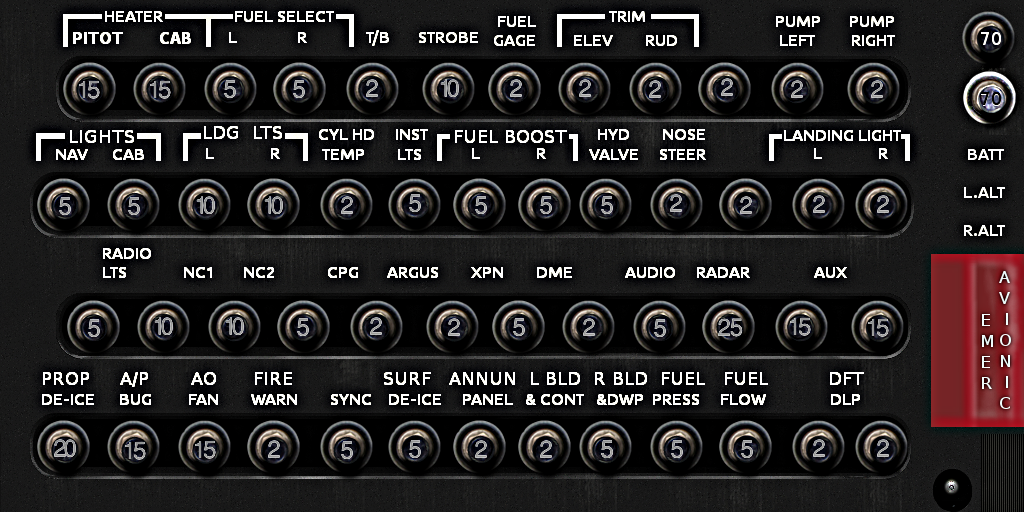 HEATER FUEL SELECT TRIM
PITOT CAB L R T/B STROBE FUEL GAGE ELEV RUD PUMP LEFT PUMP RIGHT
15 15 5 5 2 10 2 2 2 2 2 2
70
70
LIGHTS LDG LTS FUEL BOOST LANDING LIGHT
NAV CAB L R CYL HD TEMP INST LTS L R HYD VALVE NOSE STEER L R
5 5 10 10 2 5 5 5 5 2 2 2 2
BATT
L.ALT
R.ALT
RADIO LTS NC1 NC2 CPG ARGUS XPN DME AUDIO RADAR AUX
5 10 10 5 2 2 5 2 5 25 15 15
EMER
AVIONIC
PROP A/P AO FIRE SURF ANNUN L BLD R BLD FUEL FUEL DFT
DE-ICE BUG FAN WARN SYNC DE-ICE PANEL & CONT &DWP PRESS FLOW DLP
20 15 15 2 5 5 2 2 5 5 5 2 2